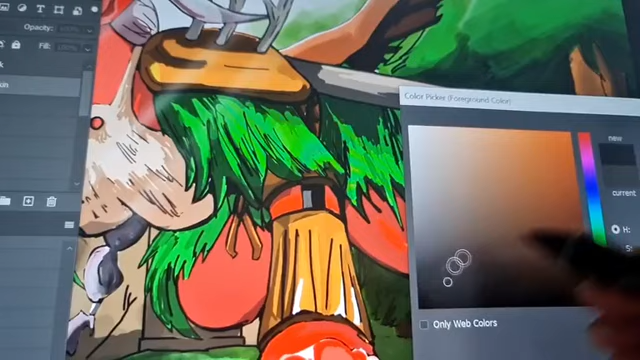 Opacity:
Fill:
Color Picker (Foreground Color)
new
current
H:
S:
Only Web Colors